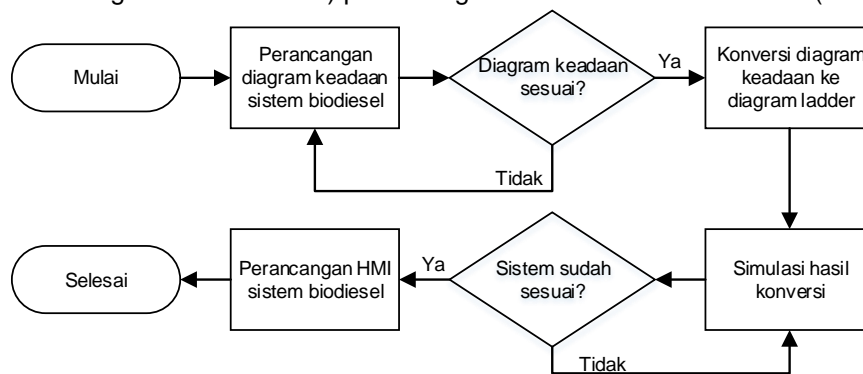 Mulai
Perancangan
diagram keadaan
sistem biodiesel
Diagram keadaan
sesuai?
Ya
Konversi diagram
keadaan ke
diagram ladder
Tidak
Selesai
Perancangan HMI
sistem biodiesel
Ya
Sistem sudah
sesuai?
Simulasi hasil
konversi
Tidak